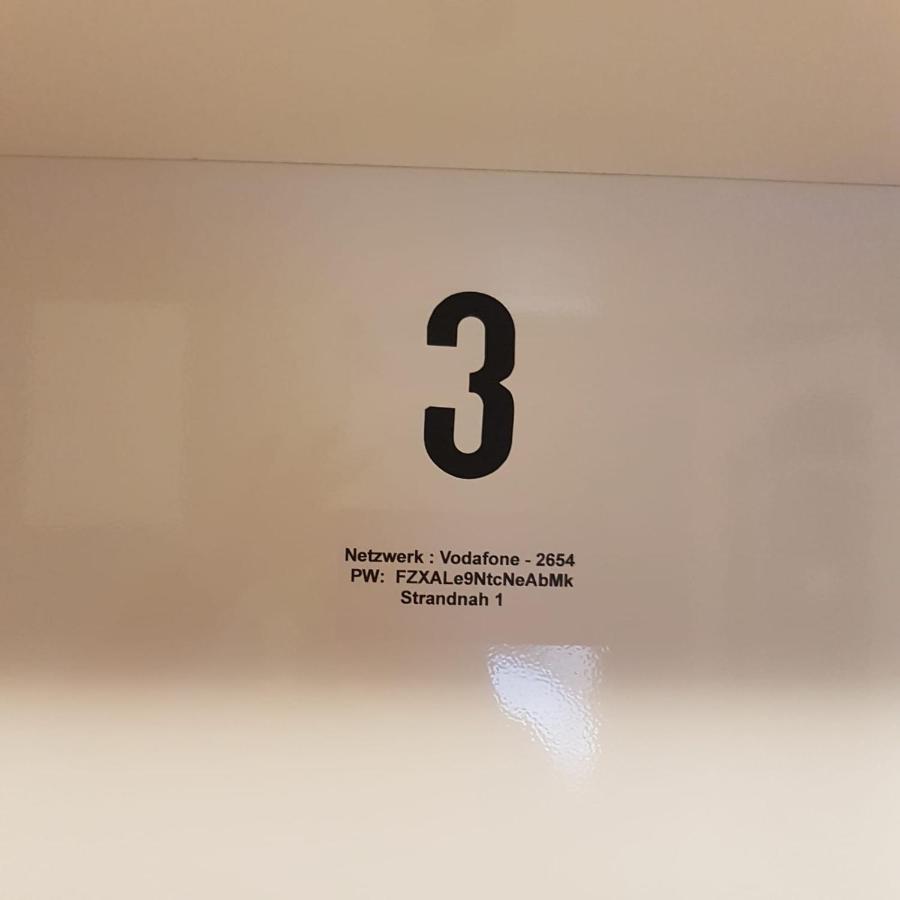 3
Netzwerk : Vodafone - 2654
PW: FZXALe9NtcNeAbMk
Strandnah 1